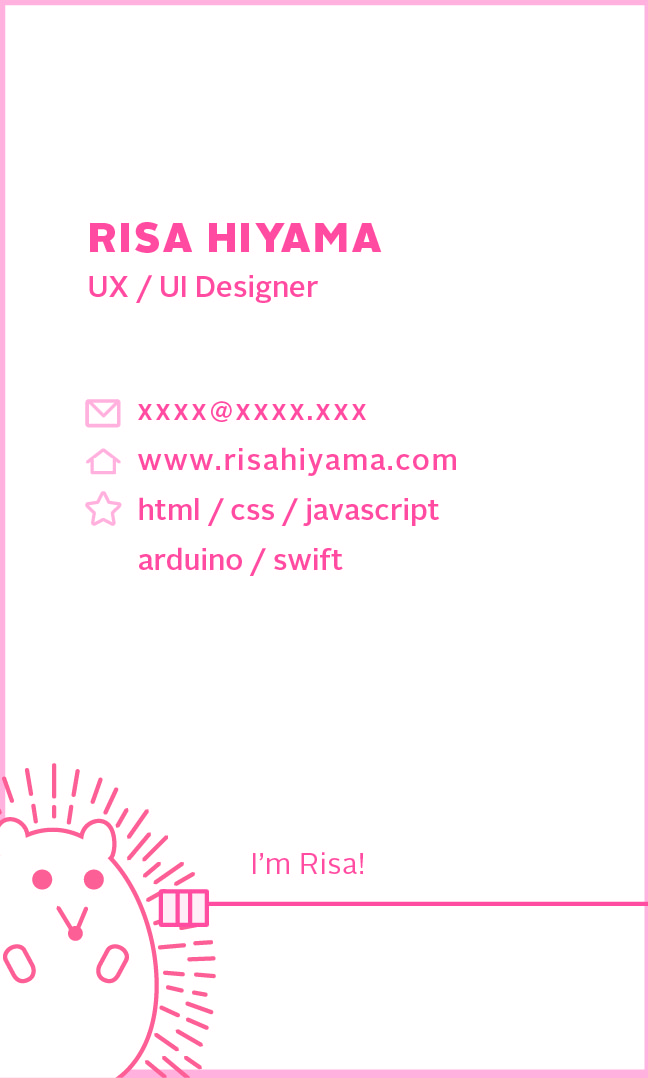 RISA HIYAMA
UX / UI Designer
xxxx@xxxx.xxx
www.risahiyama.com
html / css / javascript
arduino / swift
I’m Risa!